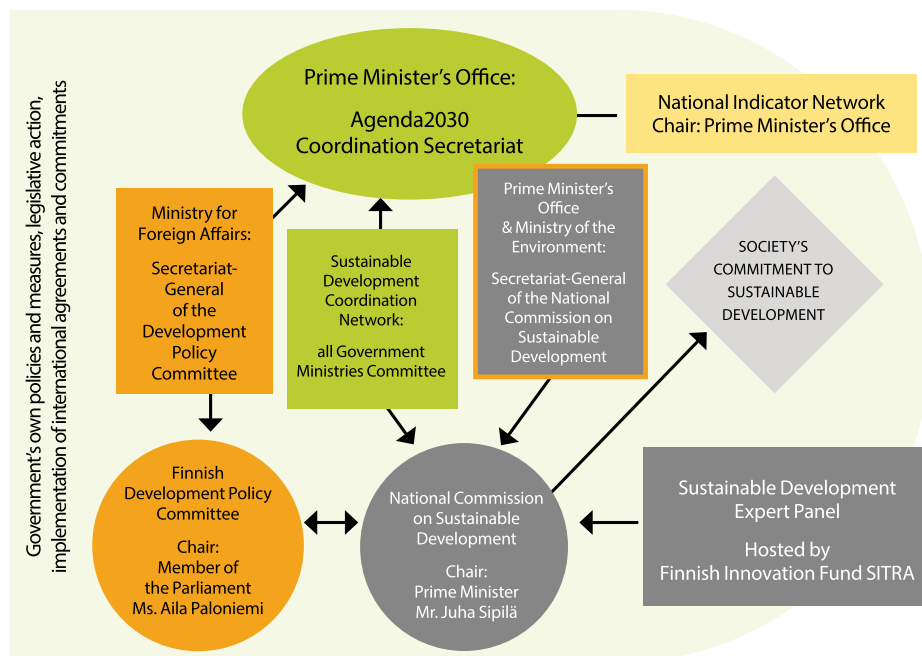 Government's own policies and measures, legislative action,
implementation of international agreements and commitments
Prime Minister's Office:
Agenda2030
Coordination Secretariat
National Indicator Network
Chair: Prime Minister's Office
Ministry for
Foreign Affairs:
Secretariat-
General
of the
Development
Policy
Committee
Sustainable
Development
Coordination
Network:
all Government
Ministries Committee
Prime Minister's
Office
& Ministry of the
Environment:
Secretariat-General
of the National
Commission on
Sustainable
Development
SOCIETY'S
COMMITMENT TO
SUSTAINABLE
DEVELOPMENT
Finnish
Development Policy
Committee
Chair:
Member of
the Parliament
Ms. Aila Paloniemi
National Commission
on Sustainable
Development
Chair:
Prime Minister
Mr. Juha Sipilä
Sustainable Development
Expert Panel
Hosted by
Finnish Innovation Fund SITRA